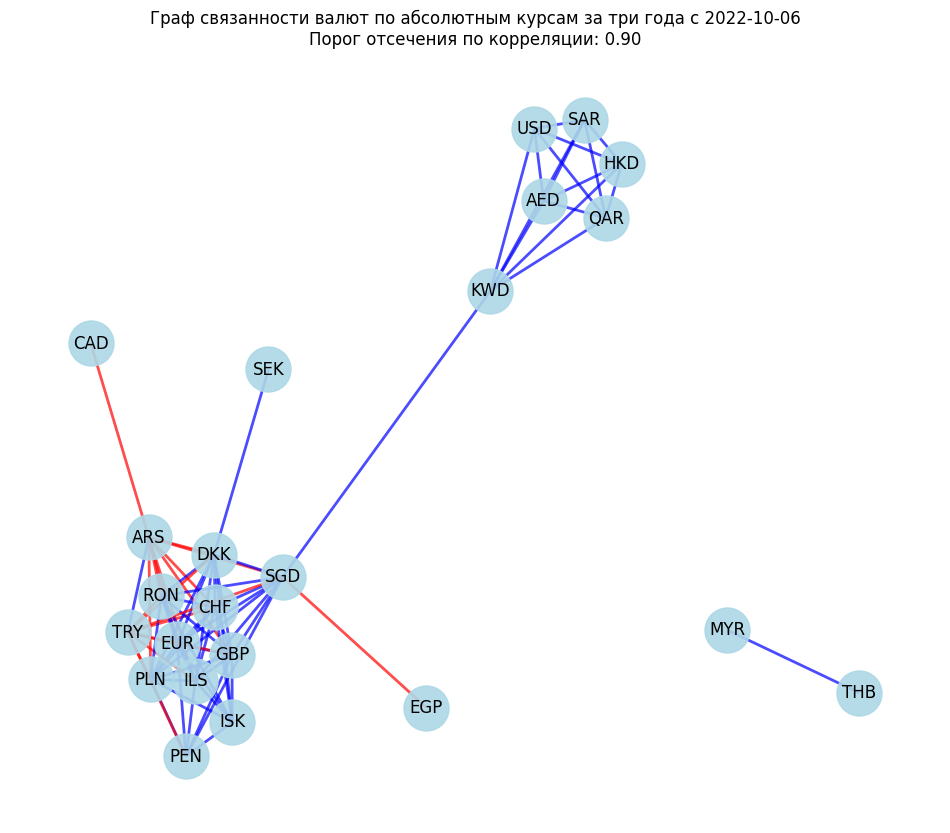 Граф связанности валют по абсолютным курсам за три года с 2022-10-06
Порог отсечения по корреляции: 0.90
SAR
USD
HKD
AED
QAR
KWD
CAD
SEK
ARS
DKK
SGD
RON
CHF
TRY
EUR
GBP
PLN
ILS
ISK
PEN
EGP
MYR
THB